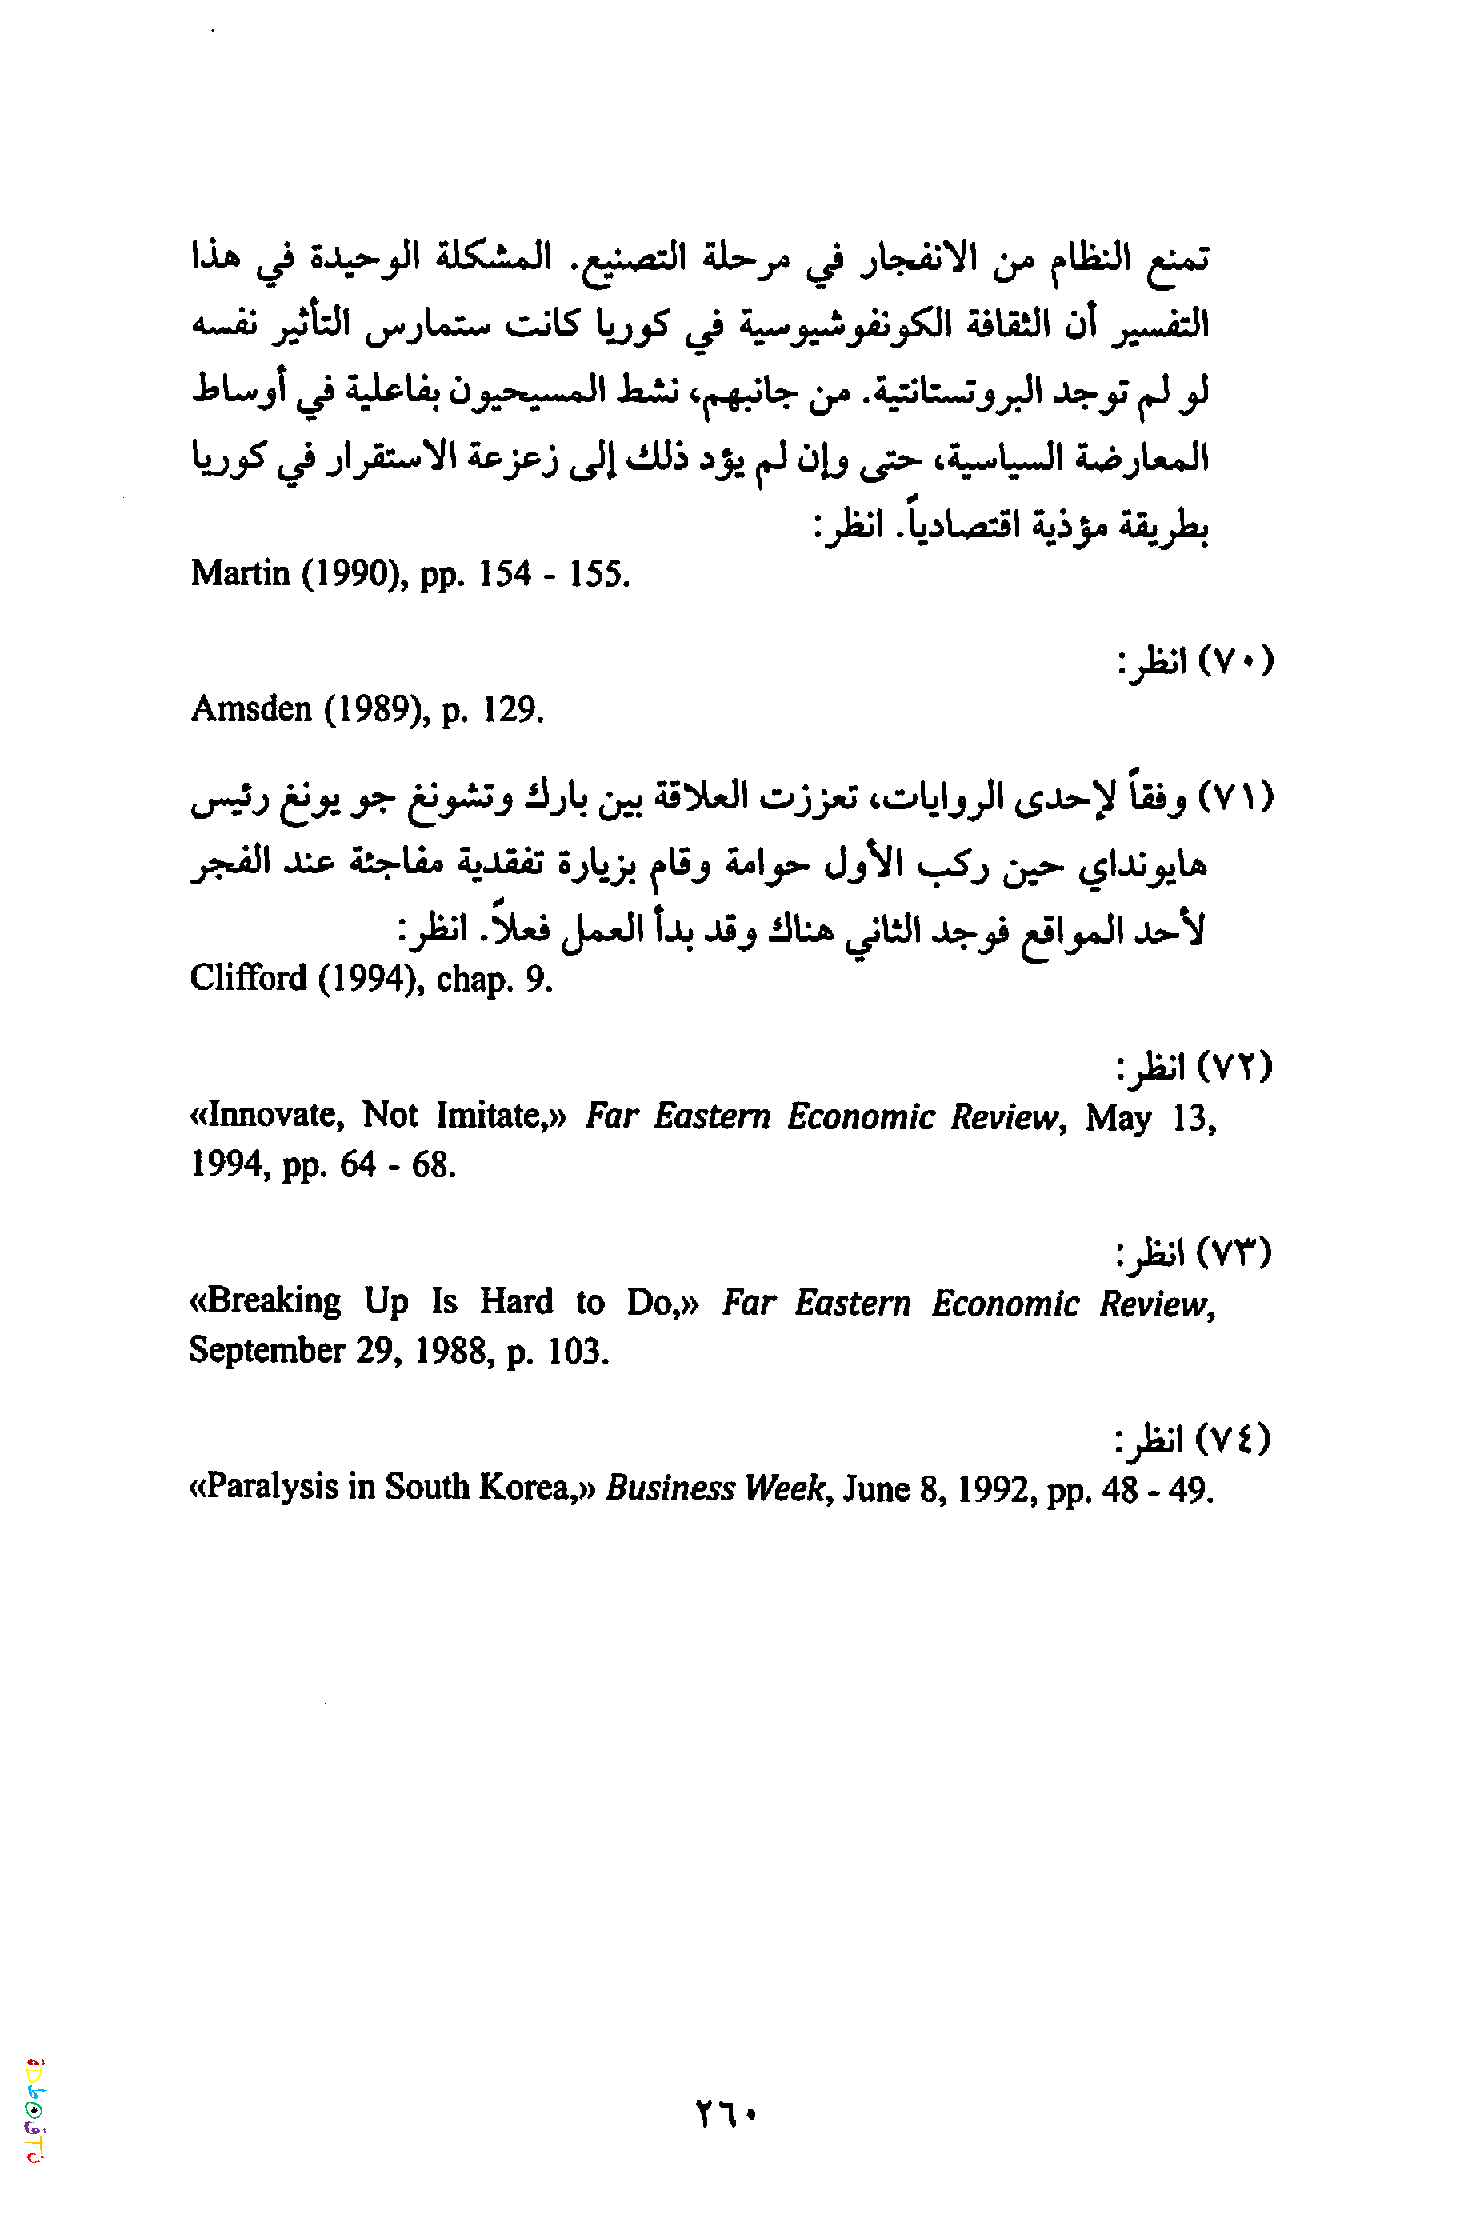 تمنع النظام من الانفجار في مرحلة التصنيع. المشكلة الوحيدة في هذا
التفسير أن الثقافة الكونفوشيوسية في كوريا كانت ستمارس التأثير نفسه
لو لم توجد البروتستانتية. من جانبهم، نشط المسيحيون بفاعلية في أوساط
المعارضة السياسية، حتى وإن لم يؤد ذلك إلى زعزعة الاستقرار في كوريا
بطريقة مؤذية اقتصادياً. انظر:
Martin (1990), pp. 154 - 155.
(٧٠) انظر:
Amsden (1989), p. 129.
(٧١) وفقاً لإحدى الروايات، تعززت العلاقة بين بارك وتشونغ جو يونغ رئيس
هايونداي حين ركب الأول حوامة وقام بزيارة تفقدية مفاجئة عند الفجر
لأحد المواقع فوجد الثاني هناك وقد بدأ العمل فعلاً. انظر:
Clifford (1994), chap. 9.
(٧٢) انظر:
«Innovate, Not Imitate,» Far Eastern Economic Review, May 13,
1994, pp. 64 - 68.
(٧٣) انظر:
«Breaking Up Is Hard to Do,» Far Eastern Economic Review,
September 29, 1988, p. 103.
(٧٤) انظر:
«Paralysis in South Korea,» Business Week, June 8, 1992, pp. 48 - 49.
٢٦٠